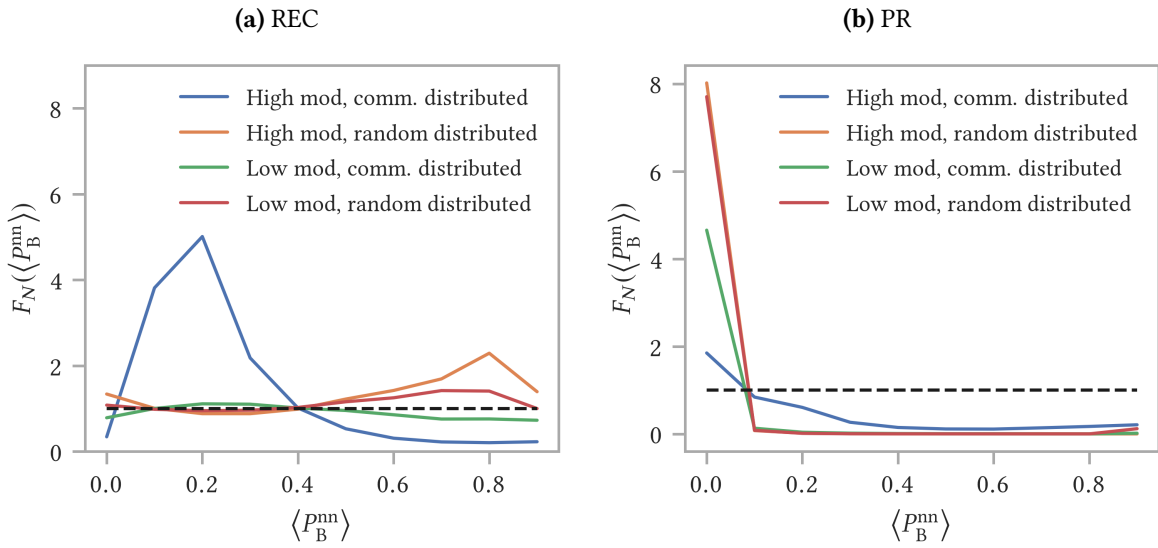 (a) REC
8
6
4
2
0
F_N(⟨P_B^nn⟩)
High mod, comm. distributed
High mod, random distributed
Low mod, comm. distributed
Low mod, random distributed
0.0 0.2 0.4 0.6 0.8
⟨P_B^nn⟩
(b) PR
8
6
4
2
0
F_N(⟨P_B^nn⟩)
High mod, comm. distributed
High mod, random distributed
Low mod, comm. distributed
Low mod, random distributed
0.0 0.2 0.4 0.6 0.8
⟨P_B^nn⟩